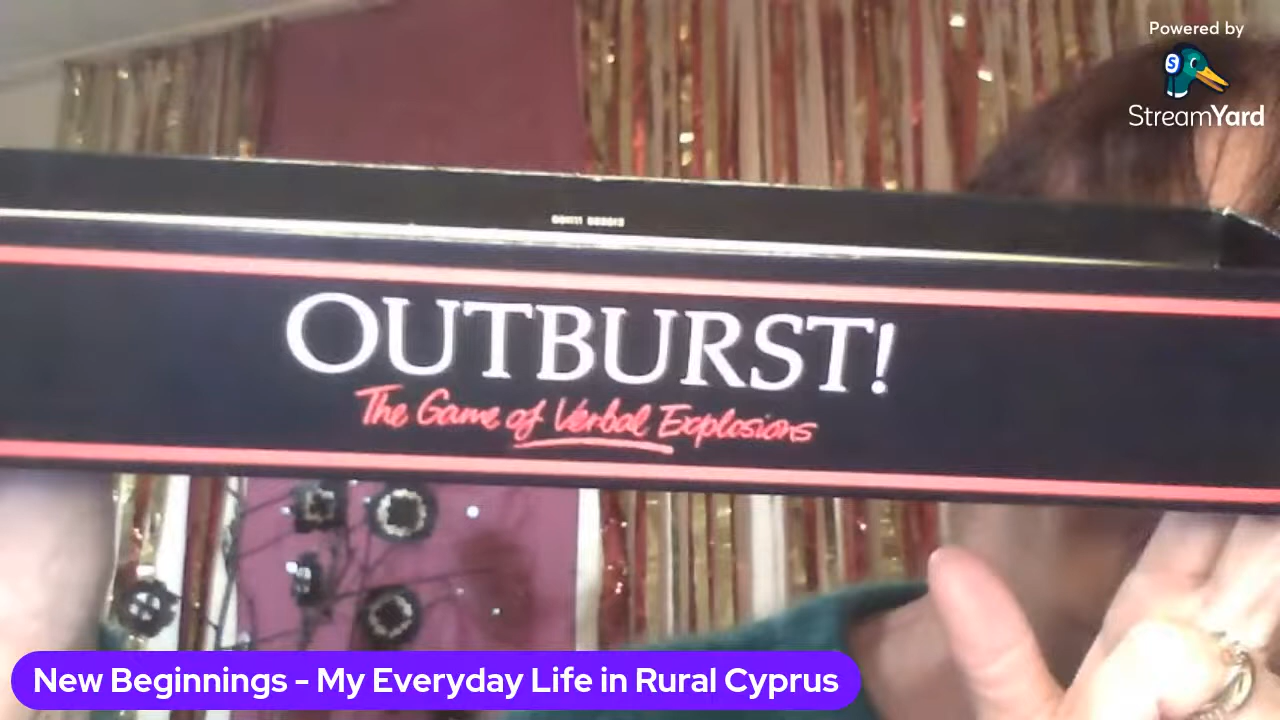 Powered by
StreamYard
OUTBURST!
The Game of Verbal Explosions
New Beginnings - My Everyday Life in Rural Cyprus